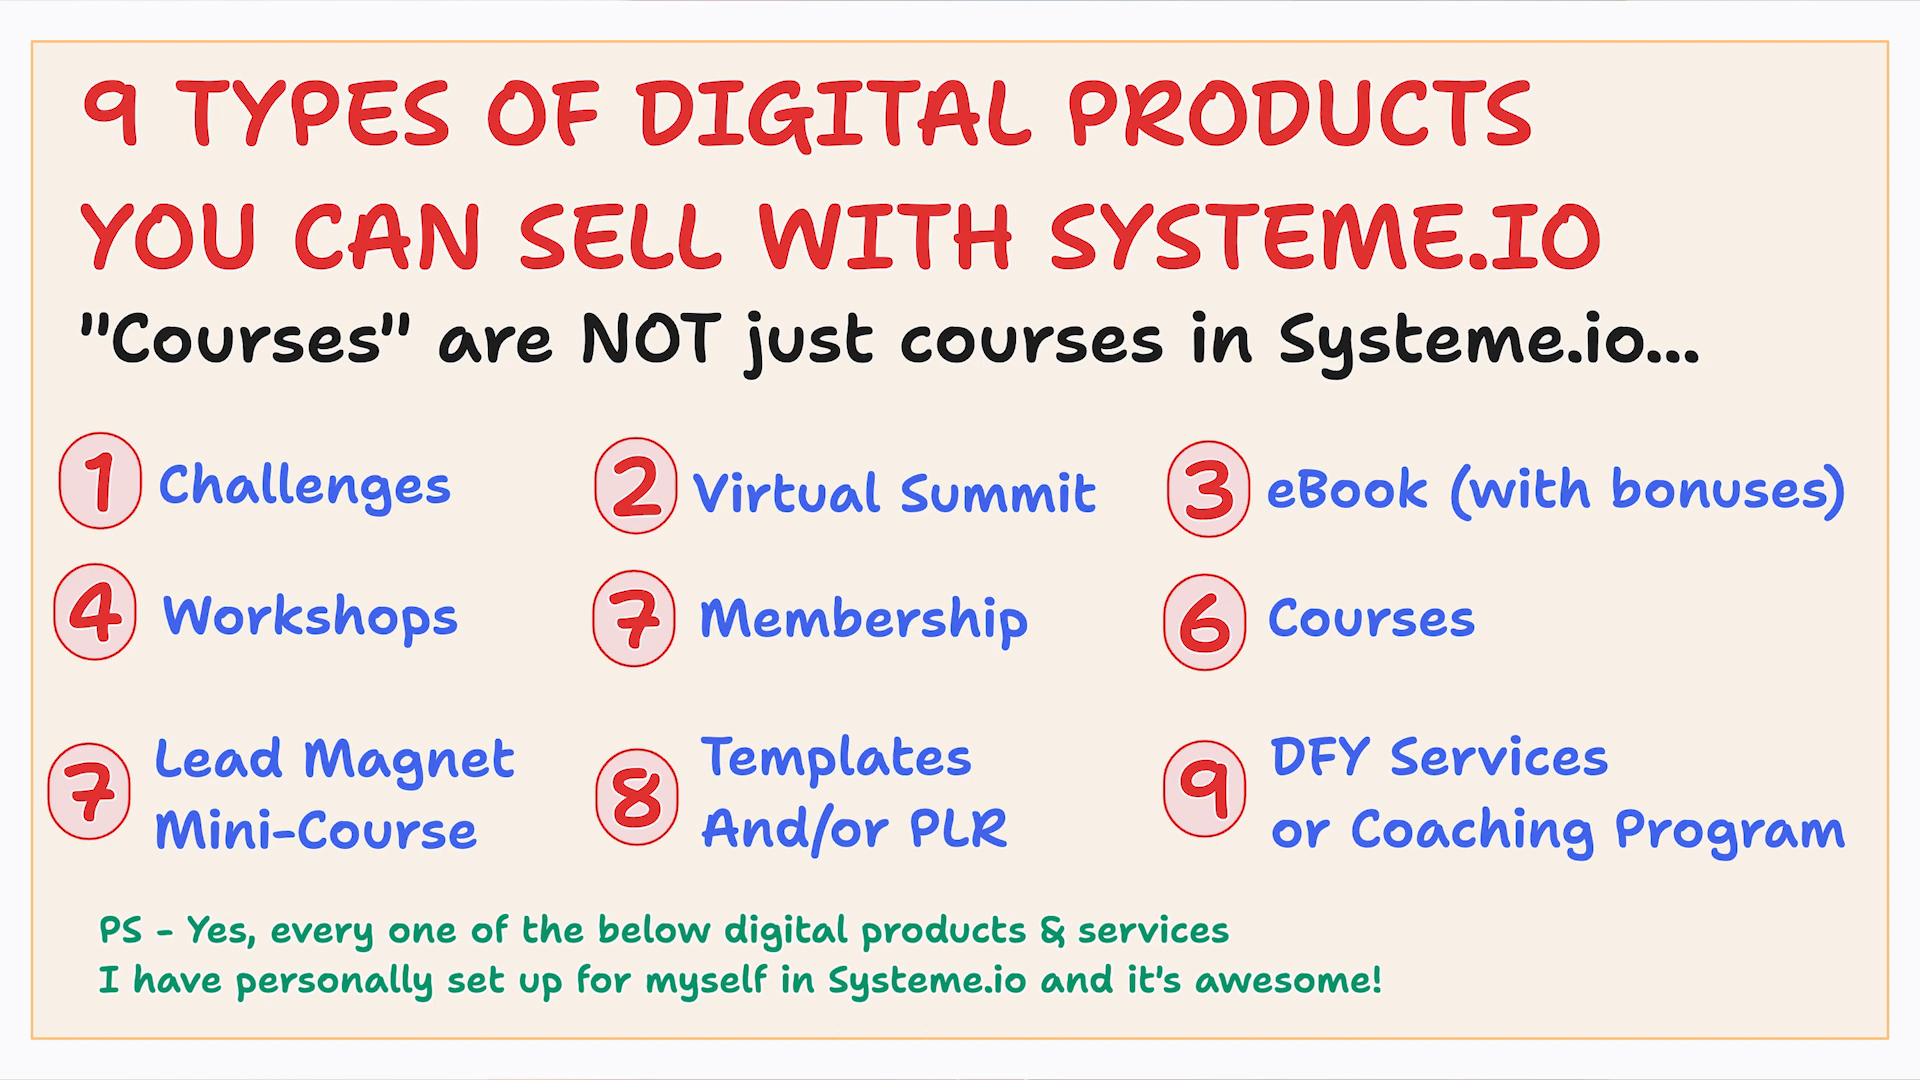 9 TYPES OF DIGITAL PRODUCTS
YOU CAN SELL WITH SYSTEME.IO
"Courses" are NOT just courses in Systeme.io...
1 Challenges
2 Virtual Summit
3 eBook (with bonuses)
4 Workshops
7 Membership
6 Courses
7 Lead Magnet
Mini-Course
8 Templates
And/or PLR
9 DFY Services
or Coaching Program
PS - Yes, every one of the below digital products & services
I have personally set up for myself in Systeme.io and it's awesome!